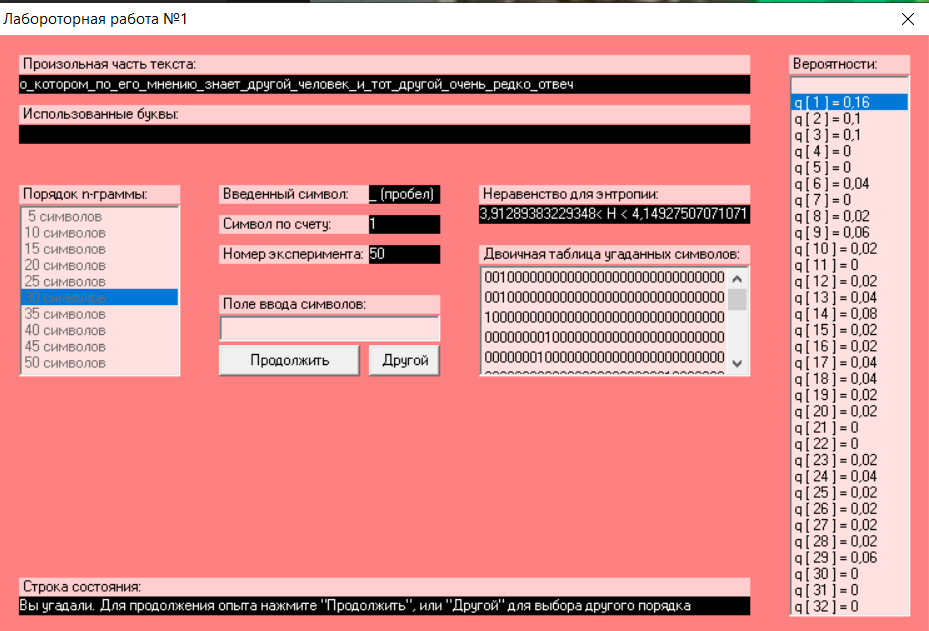 Лабороторная работа №1
Произольная часть текста:
о_котором_по_его_мнению_знает_другой_человек_и_тот_другой_очень_редко_отвеч
Использованные буквы:
Порядок n-граммы:
5 символов
10 символов
15 символов
20 символов
25 символов
30 символов
35 символов
40 символов
45 символов
50 символов
Введенный символ: _ (пробел)
Символ по счету: 1
Номер эксперимента: 50
Поле ввода символов:
Продолжить
Другой
Неравенство для энтропии:
3,91289383229348< H < 4,14927507071071
Двоичная таблица угаданных символов:
00100000000000000000000000000000
00100000000000000000000000000000
10000000000000000000000000000000
00000000100000000000000000000000
00000001000000000000000000000000
Вероятности:
q [ 1 ] = 0,16
q [ 2 ] = 0,1
q [ 3 ] = 0,1
q [ 4 ] = 0
q [ 5 ] = 0
q [ 6 ] = 0,04
q [ 7 ] = 0
q [ 8 ] = 0,02
q [ 9 ] = 0,06
q [ 10 ] = 0,02
q [ 11 ] = 0
q [ 12 ] = 0,02
q [ 13 ] = 0,04
q [ 14 ] = 0,08
q [ 15 ] = 0,02
q [ 16 ] = 0,02
q [ 17 ] = 0,04
q [ 18 ] = 0,04
q [ 19 ] = 0,02
q [ 20 ] = 0,02
q [ 21 ] = 0
q [ 22 ] = 0
q [ 23 ] = 0,02
q [ 24 ] = 0,04
q [ 25 ] = 0,02
q [ 26 ] = 0,02
q [ 27 ] = 0,02
q [ 28 ] = 0,02
q [ 29 ] = 0,06
q [ 30 ] = 0
q [ 31 ] = 0
q [ 32 ] = 0
Строка состояния:
Вы угадали. Для продолжения опыта нажмите "Продолжить", или "Другой" для выбора другого порядка